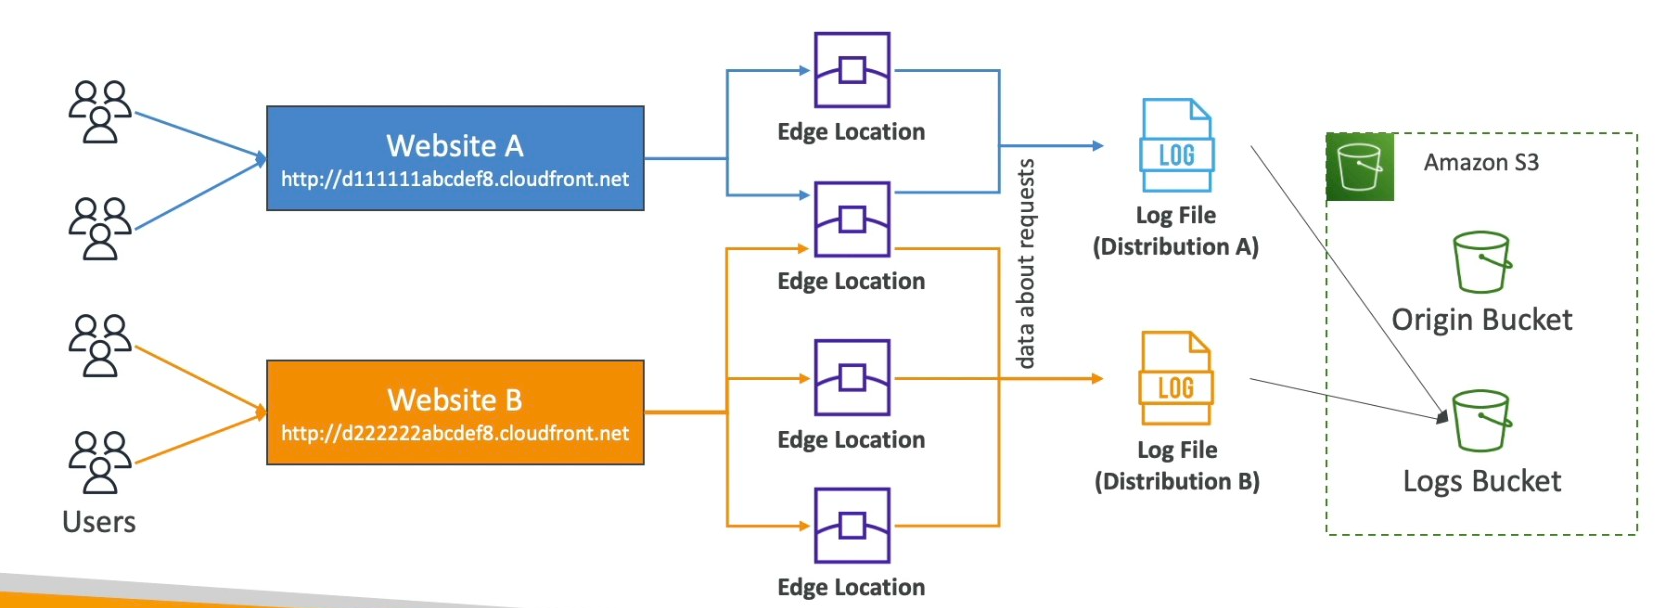 Users
Website A
http://d111111abcdef8.cloudfront.net
Website B
http://d222222abcdef8.cloudfront.net
Edge Location
Edge Location
Edge Location
Edge Location
data about requests
LOG
Log File
(Distribution A)
LOG
Log File
(Distribution B)
Amazon S3
Origin Bucket
Logs Bucket